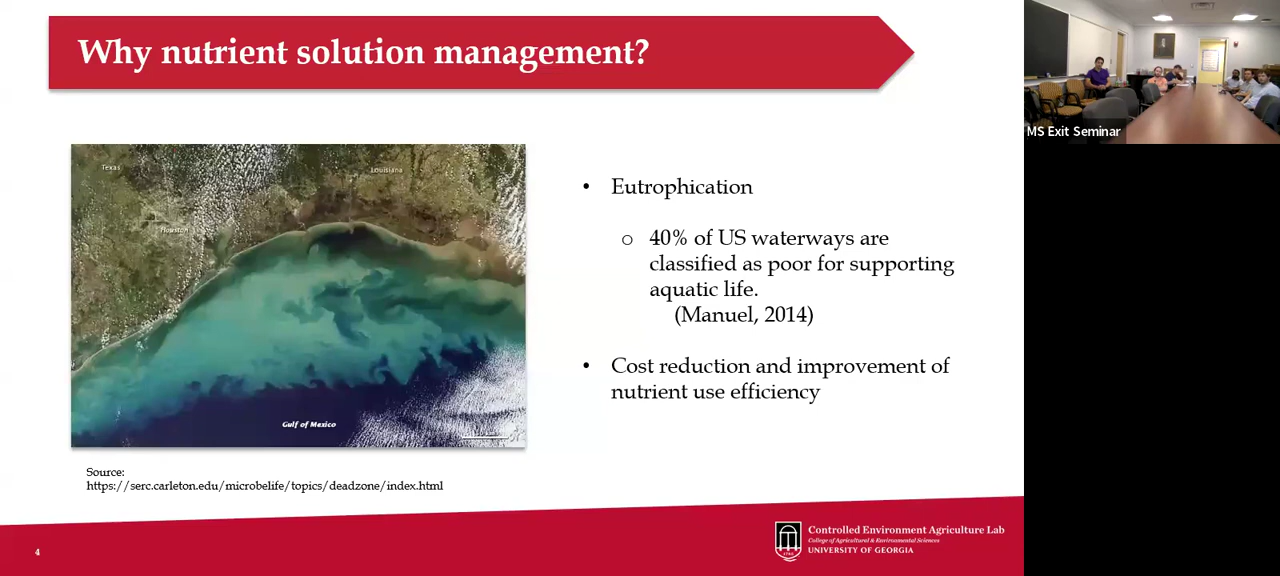 Why nutrient solution management?
Texas
Louisiana
Houston
Gulf of Mexico
Source:
https://serc.carleton.edu/microbelife/topics/deadzone/index.html
• Eutrophication
o 40% of US waterways are
classified as poor for supporting
aquatic life.
(Manuel, 2014)
• Cost reduction and improvement of
nutrient use efficiency
4
Controlled Environment Agriculture Lab
College of Agricultural & Environmental Sciences
UNIVERSITY OF GEORGIA
MS Exit Seminar